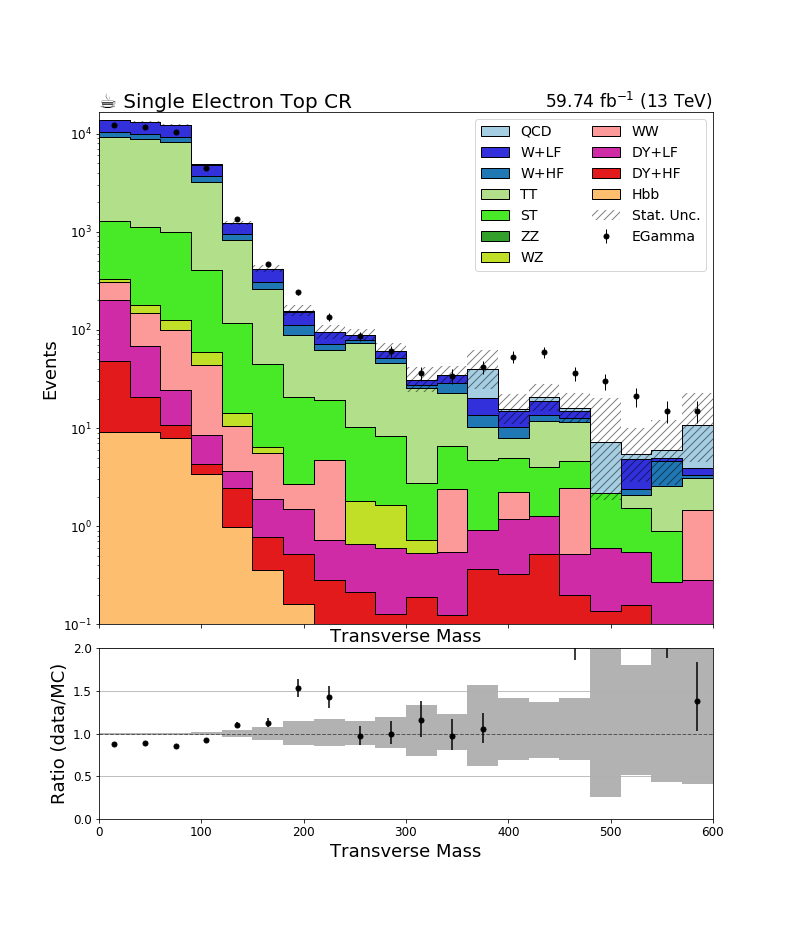 ☕ Single Electron Top CR 59.74 fb⁻¹ (13 TeV)
QCD WW
W+LF DY+LF
W+HF DY+HF
TT Hbb
ST Stat. Unc.
ZZ EGamma
WZ
Events
10⁴
10³
10²
10¹
10⁰
10⁻¹
Transverse Mass
Ratio (data/MC)
2.0
1.5
1.0
0.5
0.0
0 100 200 300 400 500 600
Transverse Mass